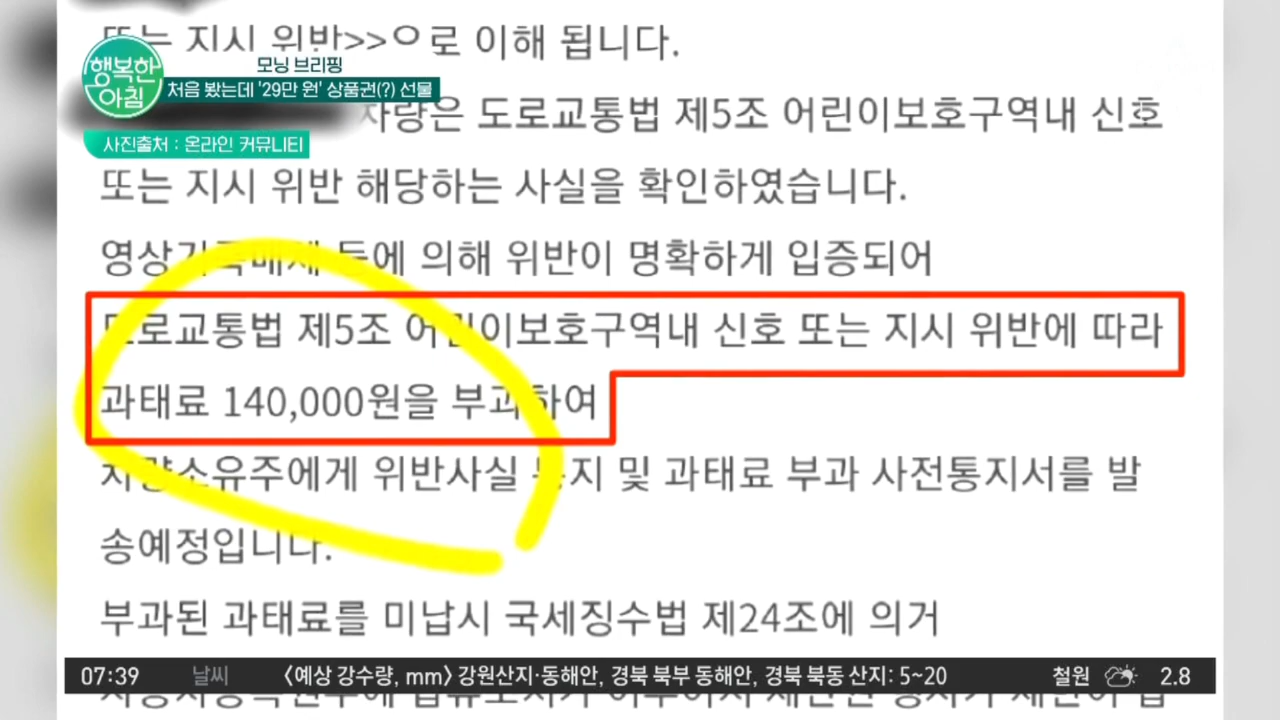 또는 지시 위반>>으로 이해 됩니다.
행복한
아침
모닝 브리핑
처음 봤는데 '29만 원' 상품권(?) 선물
사진출처 : 온라인 커뮤니티
차량은 도로교통법 제5조 어린이보호구역내 신호
또는 지시 위반 해당하는 사실을 확인하였습니다.
영상기록매체 등에 의해 위반이 명확하게 입증되어
도로교통법 제5조 어린이보호구역내 신호 또는 지시 위반에 따라
과태료 140,000원을 부과하여
차량소유주에게 위반사실 통지 및 과태료 부과 사전통지서를 발
송예정입니다.
부과된 과태료를 미납시 국세징수법 제24조에 의거
07:39 날씨 〈예상 강수량, mm〉 강원산지·동해안, 경북 북부 동해안, 경북 북동 산지: 5~20 철원 2.8